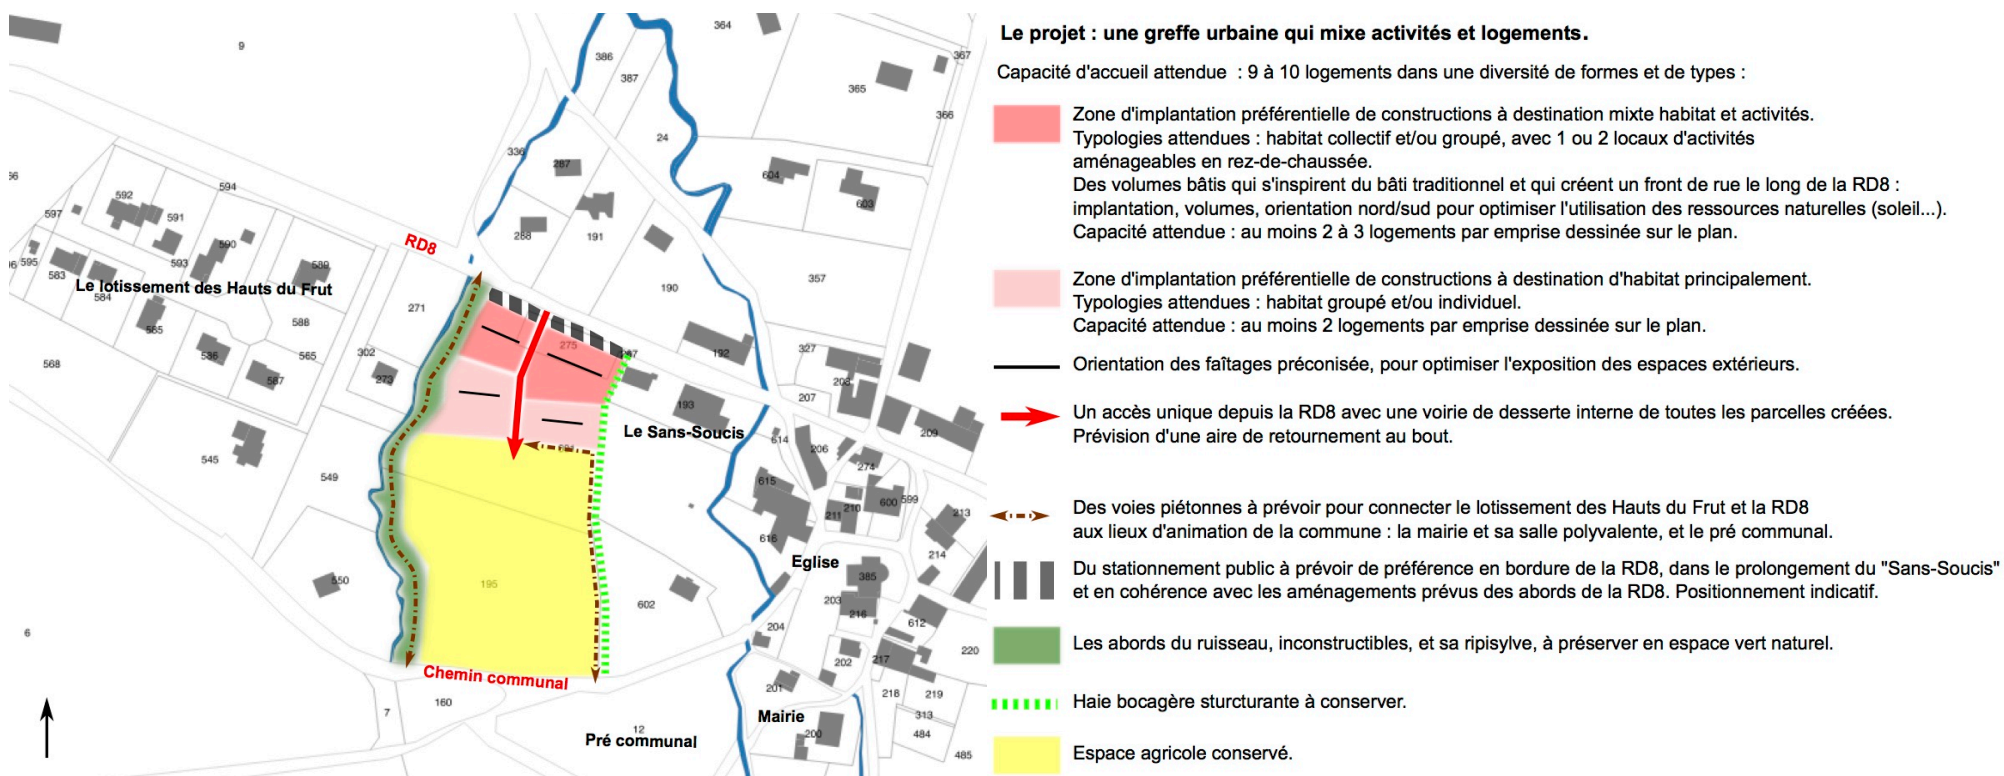 Le projet : une greffe urbaine qui mixe activités et logements.
Capacité d'accueil attendue : 9 à 10 logements dans une diversité de formes et de types :
Zone d'implantation préférentielle de constructions à destination mixte habitat et activités.
Typologies attendues : habitat collectif et/ou groupé, avec 1 ou 2 locaux d'activités
aménageables en rez-de-chaussée.
Des volumes bâtis qui s'inspirent du bâti traditionnel et qui créent un front de rue le long de la RD8 :
implantation, volumes, orientation nord/sud pour optimiser l'utilisation des ressources naturelles (soleil...).
Capacité attendue : au moins 2 à 3 logements par emprise dessinée sur le plan.
Zone d'implantation préférentielle de constructions à destination d'habitat principalement.
Typologies attendues : habitat groupé et/ou individuel.
Capacité attendue : au moins 2 logements par emprise dessinée sur le plan.
Orientation des faîtages préconisée, pour optimiser l'exposition des espaces extérieurs.
Un accès unique depuis la RD8 avec une voirie de desserte interne de toutes les parcelles créées.
Prévision d'une aire de retournement au bout.
Des voies piétonnes à prévoir pour connecter le lotissement des Hauts du Frut et la RD8
aux lieux d'animation de la commune : la mairie et sa salle polyvalente, et le pré communal.
Du stationnement public à prévoir de préférence en bordure de la RD8, dans le prolongement du "Sans-Soucis"
et en cohérence avec les aménagements prévus des abords de la RD8. Positionnement indicatif.
Les abords du ruisseau, inconstructibles, et sa ripisylve, à préserver en espace vert naturel.
Haie bocagère sturcturante à conserver.
Espace agricole conservé.
RD8
Le lotissement des Hauts du Frut
Le Sans-Soucis
Eglise
Chemin communal
Mairie
Pré communal
9
364
386
387
367
365
366
24
336
287
604
603
594
592
597
591
590
593
589
595
583
584
585
588
586
587
565
568
271
302
273
288
191
190
357
275
192
327
208
207
193
209
614
206
274
545
549
615
600
599
210
211
213
616
214
550
195
602
385
203
216
612
204
6
202
217
220
201
218
219
160
7
12
200
313
484
485